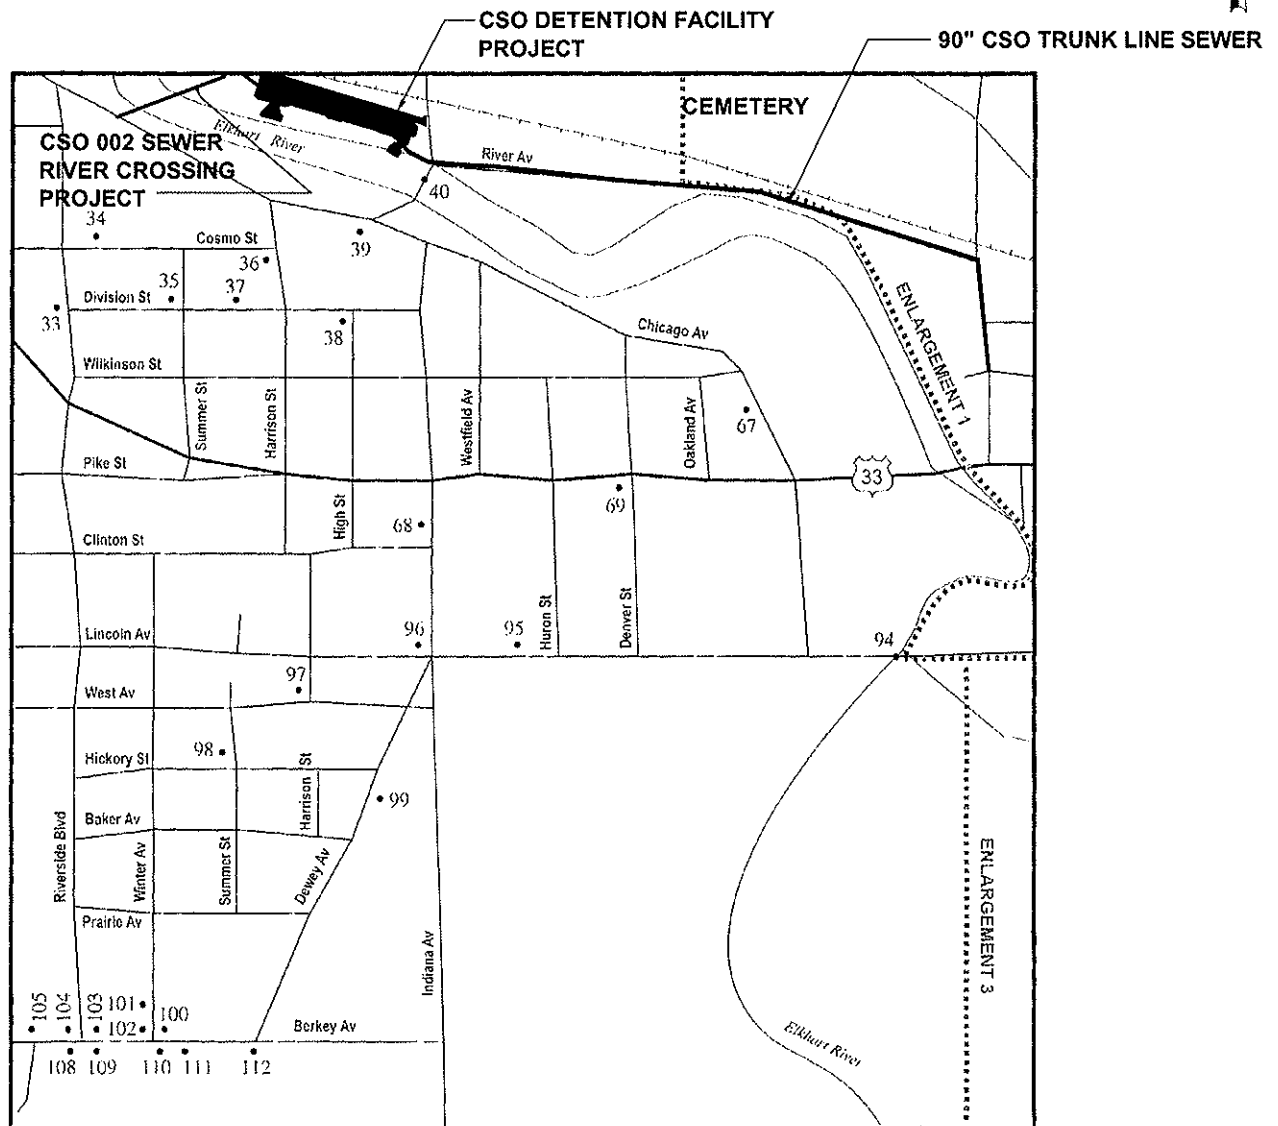 CSO DETENTION FACILITY
PROJECT
90" CSO TRUNK LINE SEWER
CEMETERY
CSO 002 SEWER
RIVER CROSSING
PROJECT
Elkhart River
River Av
40
34
Cosmo St
39
36
35
37
Division St
33
38
Chicago Av
ENLARGEMENT 1
Wilkinson St
Summer St
Harrison St
Westfield Av
Oakland Av
67
Pike St
33
69
High St
68
Clinton St
Huron St
Denver St
Lincoln Av
96
95
94
97
West Av
98
Hickory St
Harrison St
99
Baker Av
Riverside Blvd
Winter Av
Summer St
Dewey Av
ENLARGEMENT 3
Prairie Av
Indiana Av
105
104
103
101
102
100
Berkey Av
Elkhart River
108
109
110
111
112